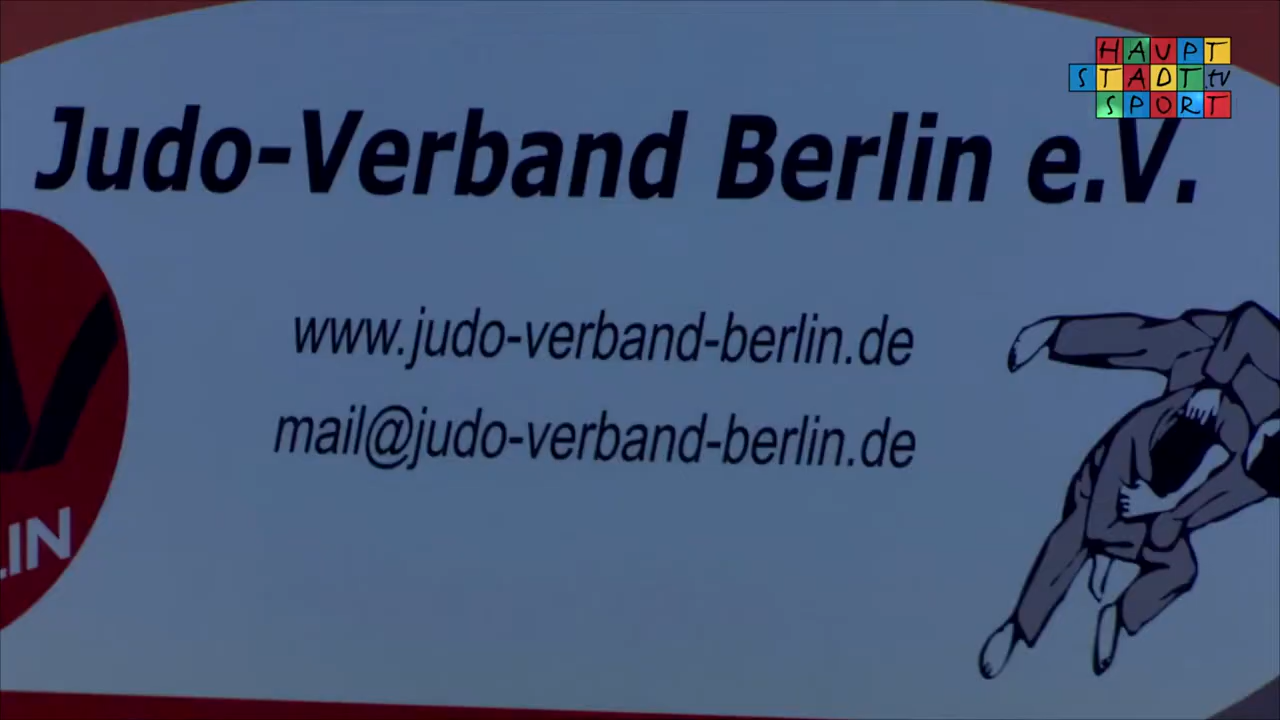 HAUPT
STADT.tv
SPORT
Judo-Verband Berlin e.V.
www.judo-verband-berlin.de
mail@judo-verband-berlin.de
LIN